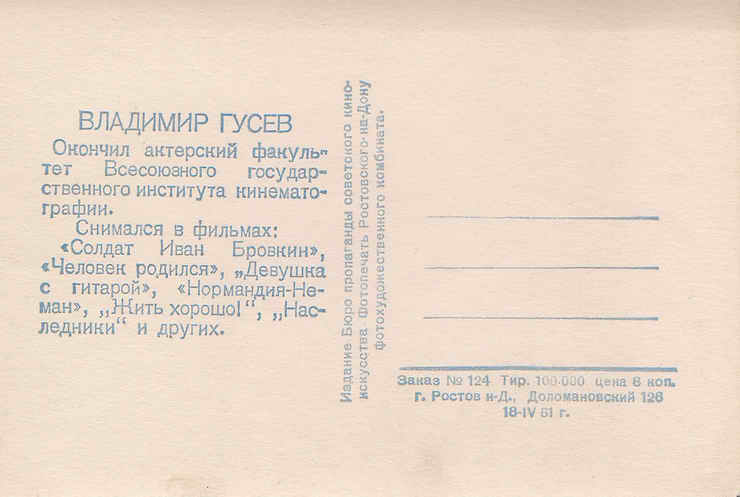 ВЛАДИМИР ГУСЕВ
Окончил актерский факуль-
тет Всесоюзного государ-
ственного института кинемато-
графии.
Снимался в фильмах:
«Солдат Иван Бровкин»,
«Человек родился», „Девушка
с гитарой», «Нормандия-Не-
ман», „Жить хорошо!“, „Нас-
ледники“ и других.
Издание Бюро пропаганды советского кино-
искусства Фотопечать Ростовского-на-Дону
фотохудожественного комбината.
Заказ № 124 Тир. 100.000 цена 8 коп.
г. Ростов н-Д., Доломановский 126
18-IV 61 г.